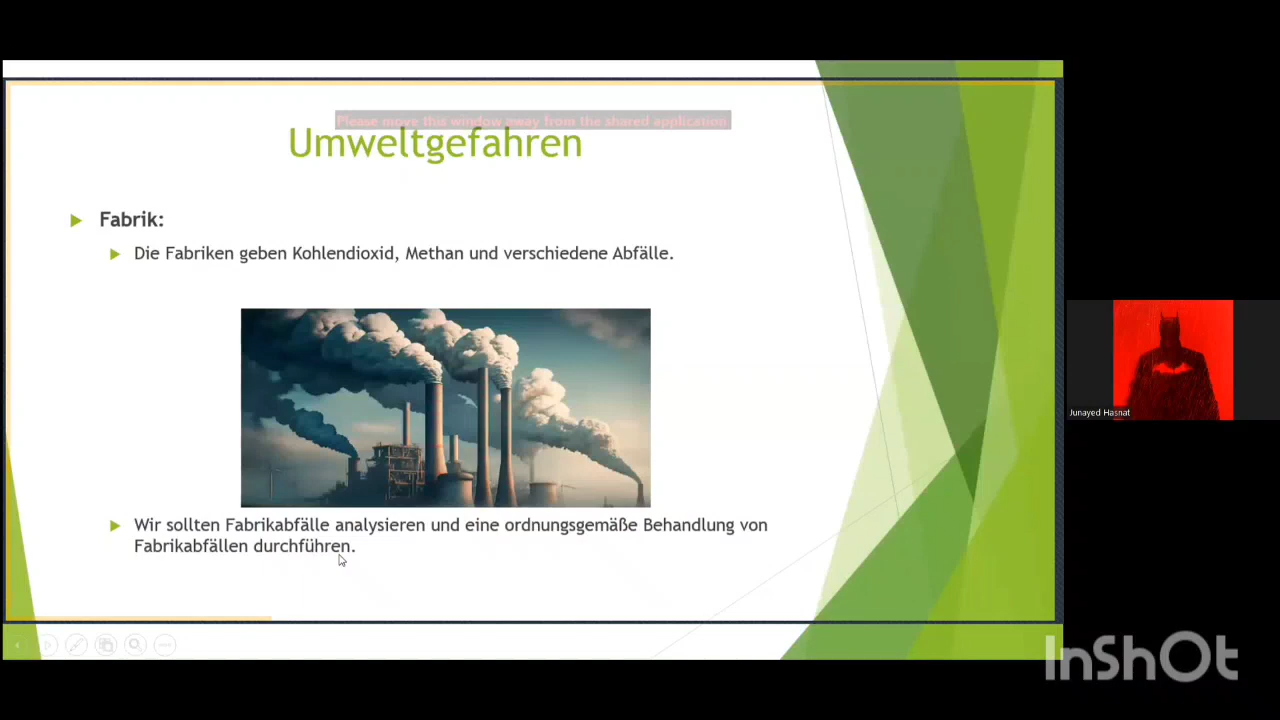 Please move this window away from the shared application
Umweltgefahren
Fabrik:
Die Fabriken geben Kohlendioxid, Methan und verschiedene Abfälle.
Wir sollten Fabrikabfälle analysieren und eine ordnungsgemäße Behandlung von
Fabrikabfällen durchführen.
Junayed Hasnat
InShOt